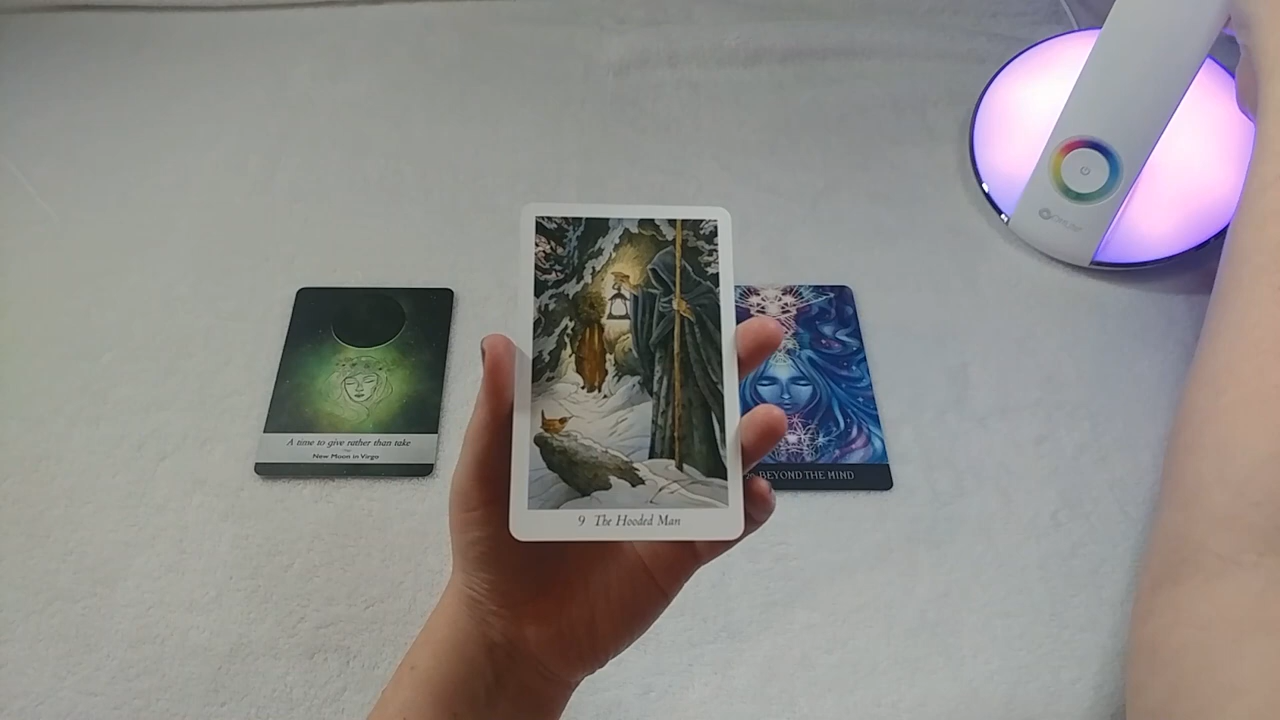 A time to give rather than take
New Moon in Virgo
9 The Hooded Man
BEYOND THE MIND